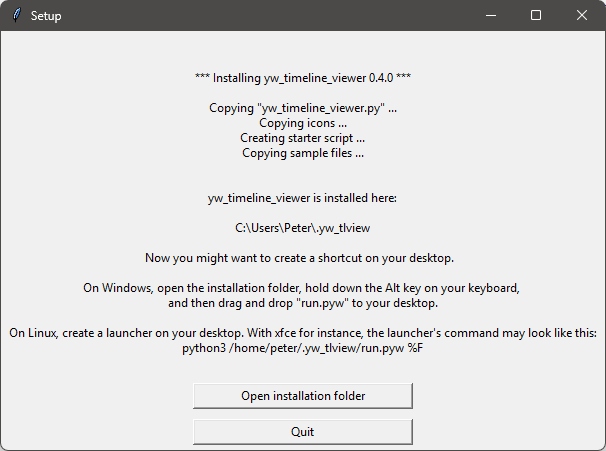 Setup
*** Installing yw_timeline_viewer 0.4.0 ***
Copying "yw_timeline_viewer.py" ...
Copying icons ...
Creating starter script ...
Copying sample files ...
yw_timeline_viewer is installed here:
C:\Users\Peter\.yw_tlview
Now you might want to create a shortcut on your desktop.
On Windows, open the installation folder, hold down the Alt key on your keyboard,
and then drag and drop "run.pyw" to your desktop.
On Linux, create a launcher on your desktop. With xfce for instance, the launcher's command may look like this:
python3 /home/peter/.yw_tlview/run.pyw %F
Open installation folder
Quit